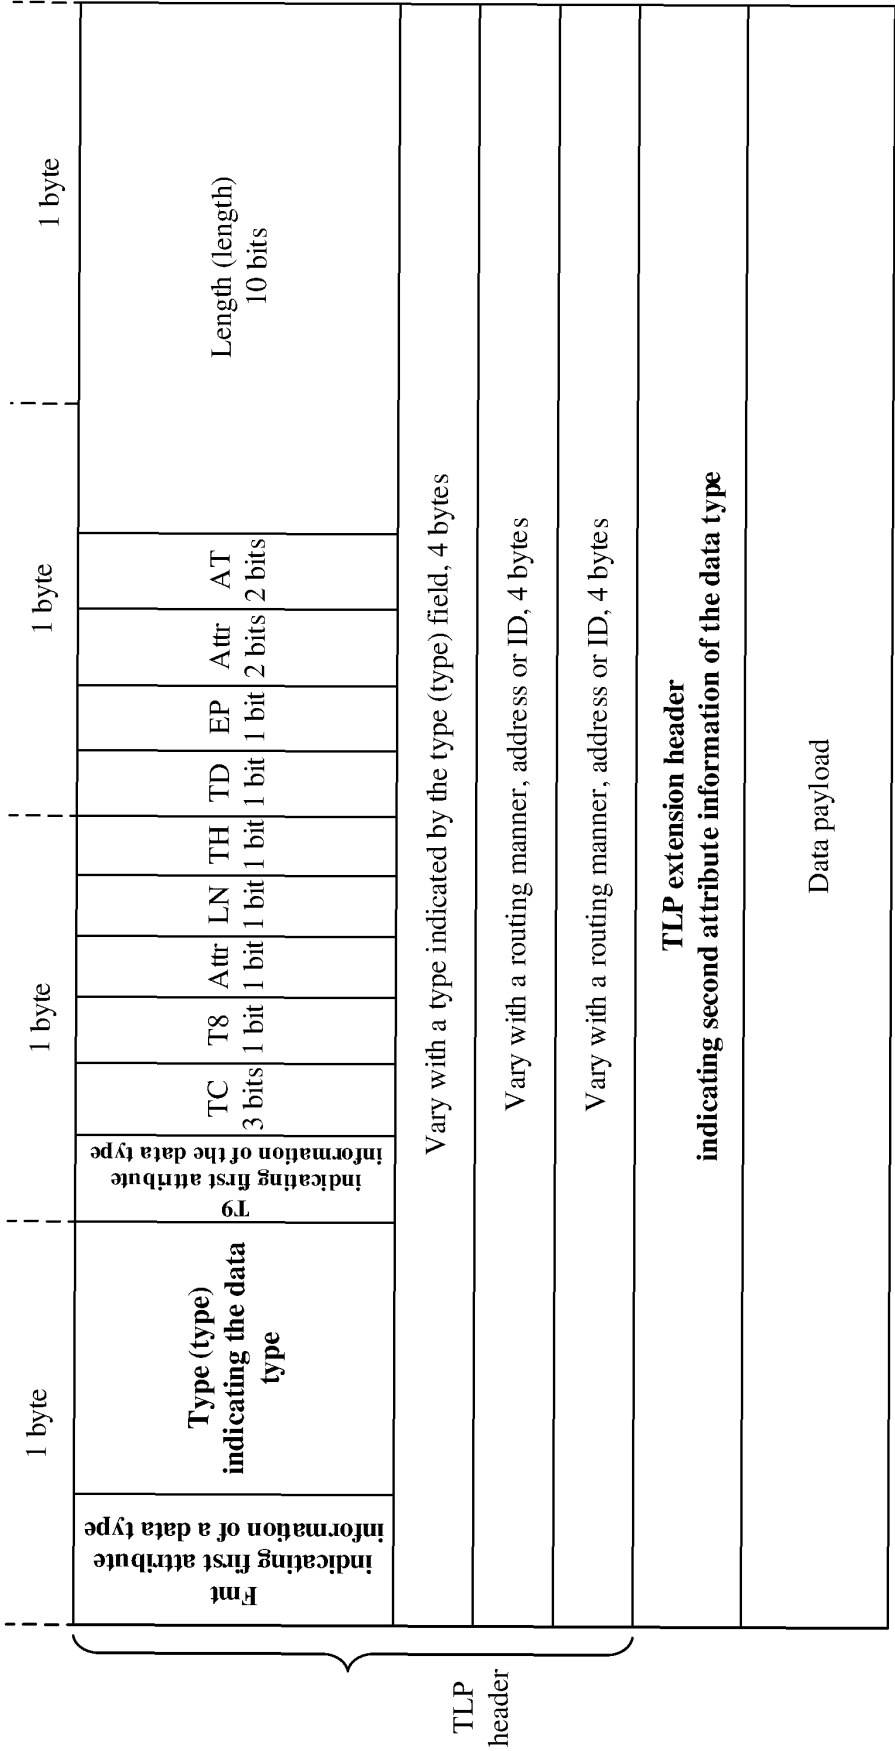 1 byte
1 byte
1 byte
1 byte
Fmt
indicating first attribute
information of a data type
Type (type)
indicating the data
type
T9
indicating first attribute
information of the data type
TC
3 bits
T8
1 bit
Attr
1 bit
LN
1 bit
TH
1 bit
TD
1 bit
EP
1 bit
Attr
2 bits
AT
2 bits
Length (length)
10 bits
TLP
header
Vary with a type indicated by the type (type) field, 4 bytes
Vary with a routing manner, address or ID, 4 bytes
Vary with a routing manner, address or ID, 4 bytes
TLP extension header
indicating second attribute information of the data type
Data payload